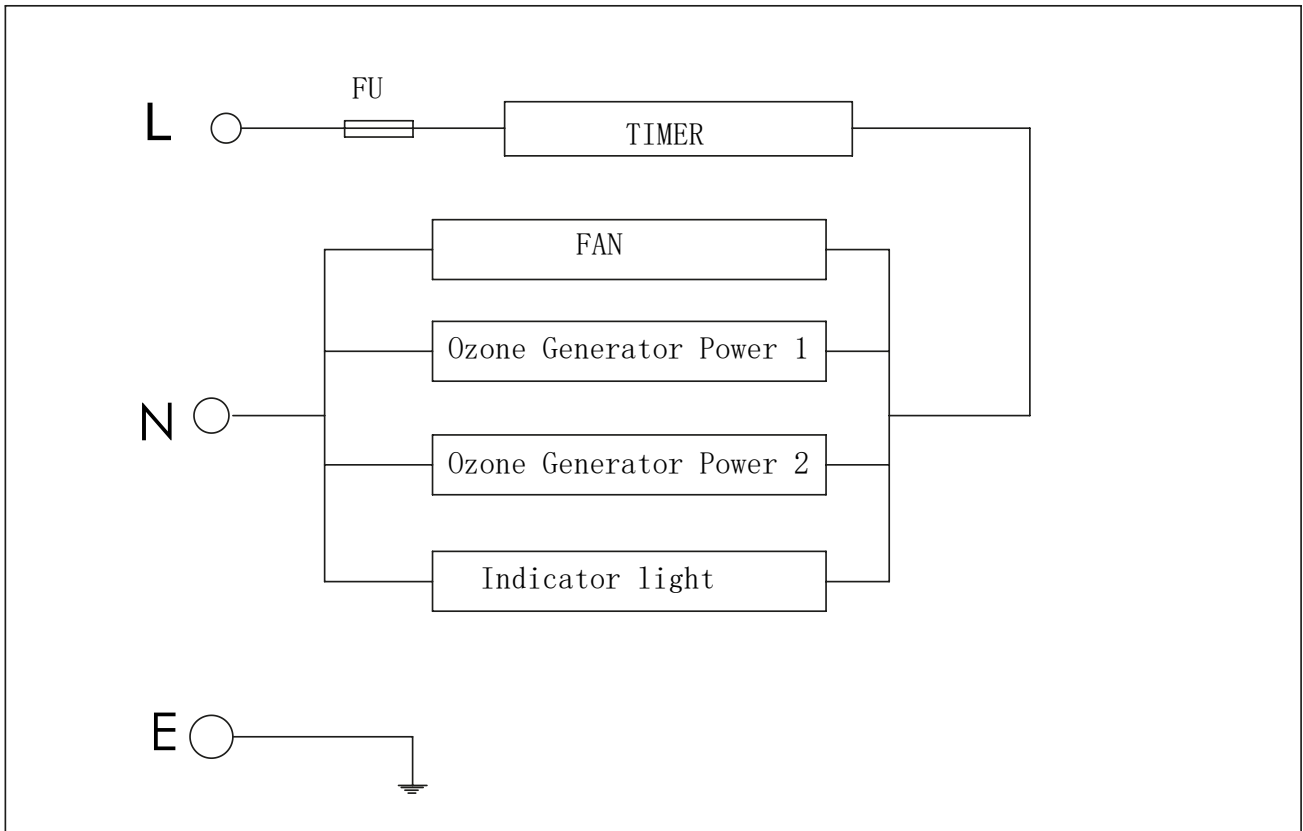 FU
L
TIMER
FAN
Ozone Generator Power 1
N
Ozone Generator Power 2
Indicator light
E